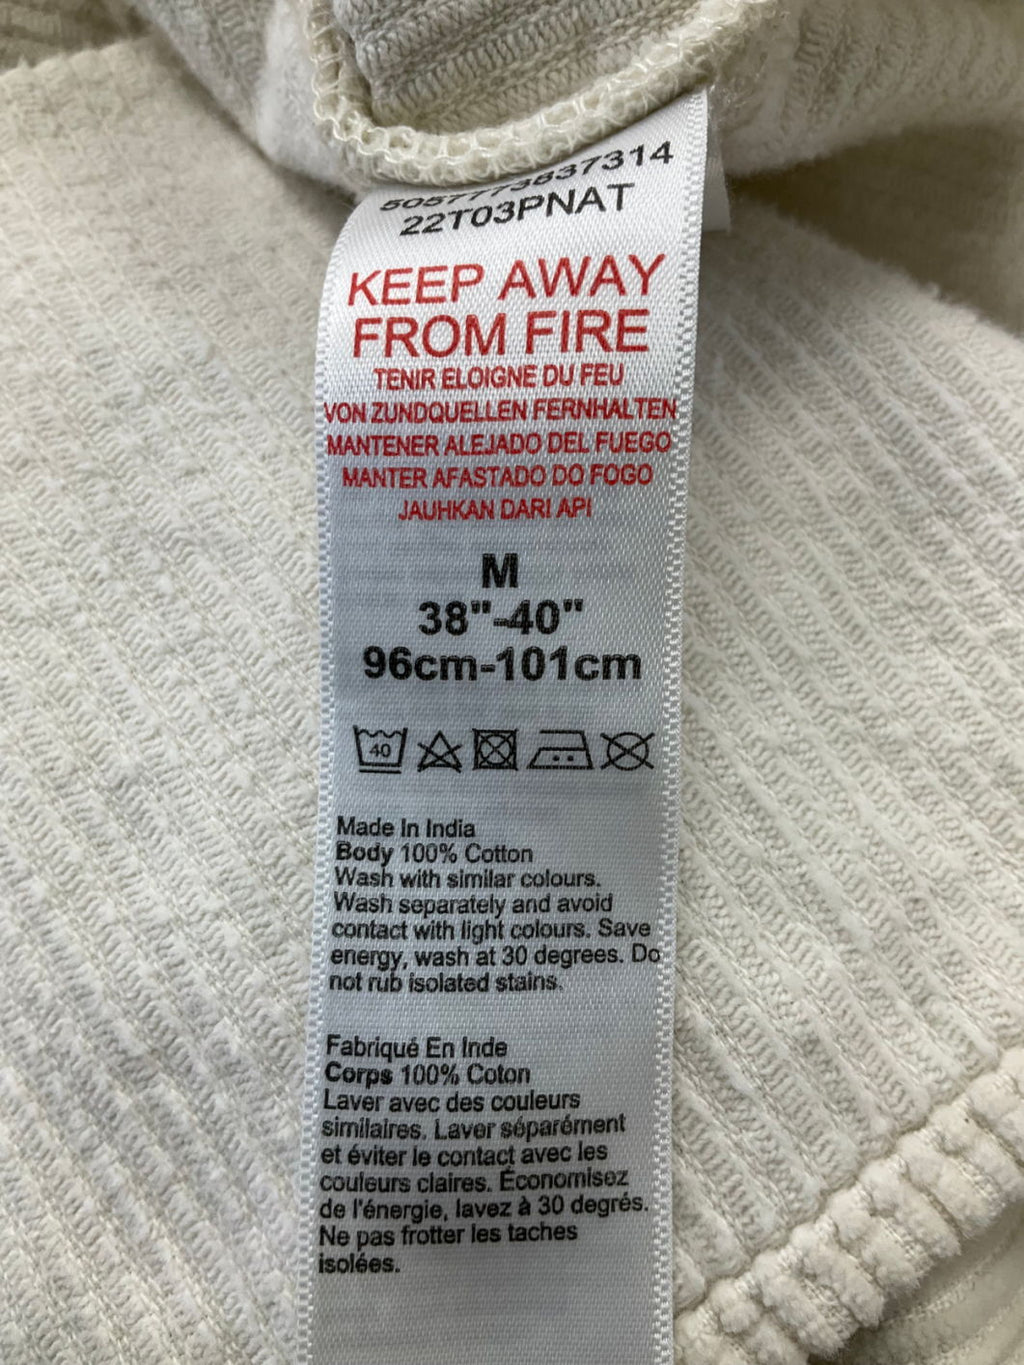 5057773837314
22T03PNAT
KEEP AWAY
FROM FIRE
TENIR ELOIGNE DU FEU
VON ZUNDQUELLEN FERNHALTEN
MANTENER ALEJADO DEL FUEGO
MANTER AFASTADO DO FOGO
JAUHKAN DARI API
M
38"-40"
96cm-101cm
40
Made In India
Body 100% Cotton
Wash with similar colours.
Wash separately and avoid
contact with light colours. Save
energy, wash at 30 degrees. Do
not rub isolated stains.
Fabriqué En Inde
Corps 100% Coton
Laver avec des couleurs
similaires. Laver séparément
et éviter le contact avec les
couleurs claires. Économisez
de l'énergie, lavez à 30 degrés.
Ne pas frotter les taches
isolées.